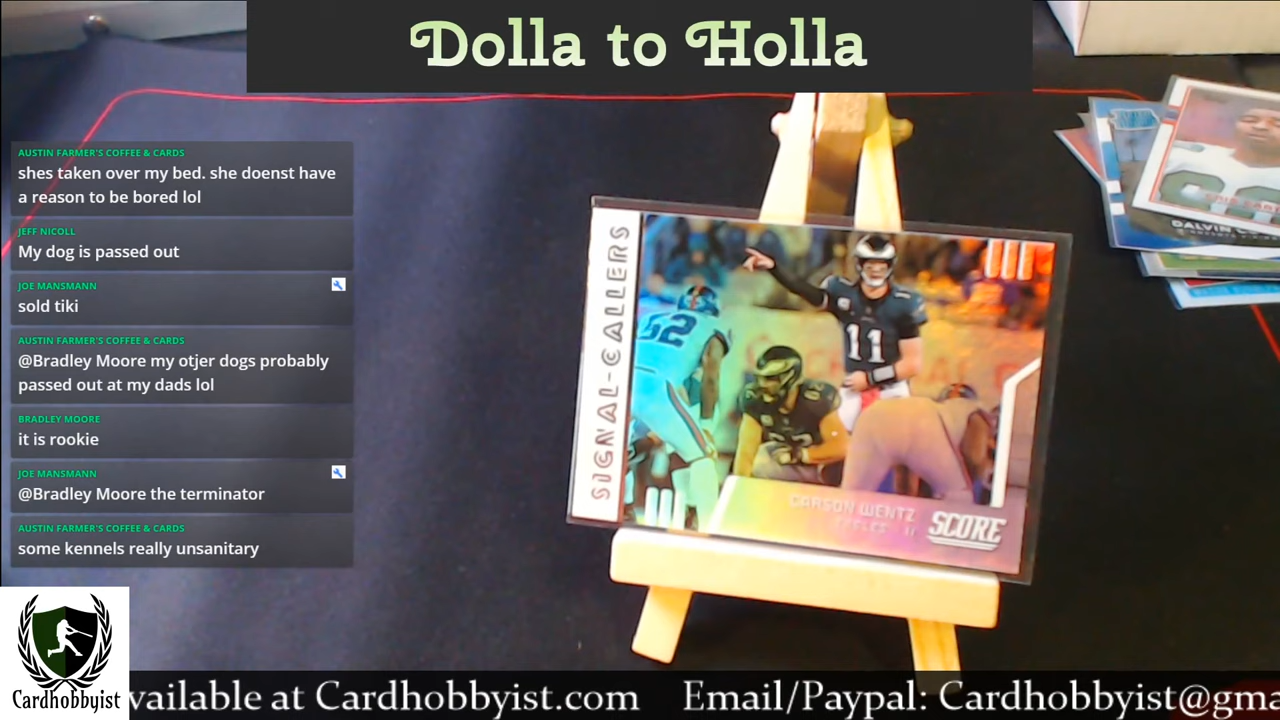 Dolla to Holla
AUSTIN FARMER'S COFFEE & CARDS
shes taken over my bed. she doenst have
a reason to be bored lol
JEFF NICOLL
My dog is passed out
JOE MANSMANN
sold tiki
AUSTIN FARMER'S COFFEE & CARDS
@Bradley Moore my otjer dogs probably
passed out at my dads lol
BRADLEY MOORE
it is rookie
JOE MANSMANN
@Bradley Moore the terminator
AUSTIN FARMER'S COFFEE & CARDS
some kennels really unsanitary
SIGNAL-CALLERS
11
52
CARSON WENTZ
SCORE
DALVIN
Cardhobbyist
vailable at Cardhobbyist.com Email/Paypal: Cardhobbyist@gma